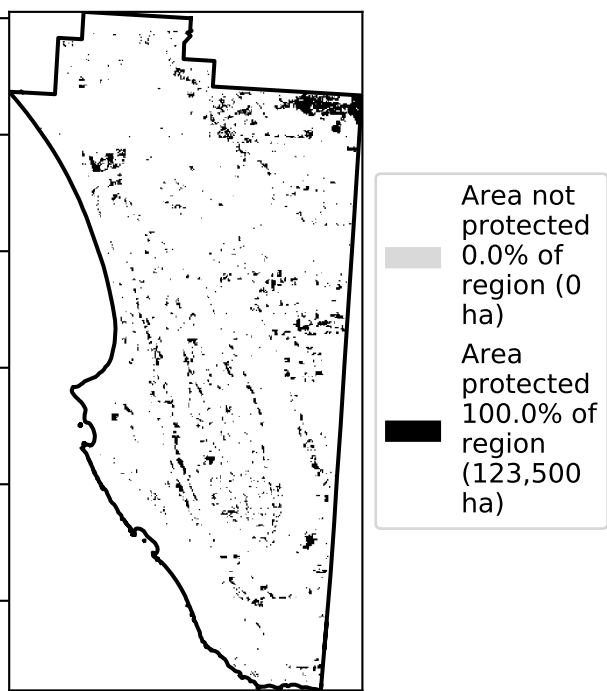 Area not
protected
0.0% of
region (0
ha)
Area
protected
100.0% of
region
(123,500
ha)